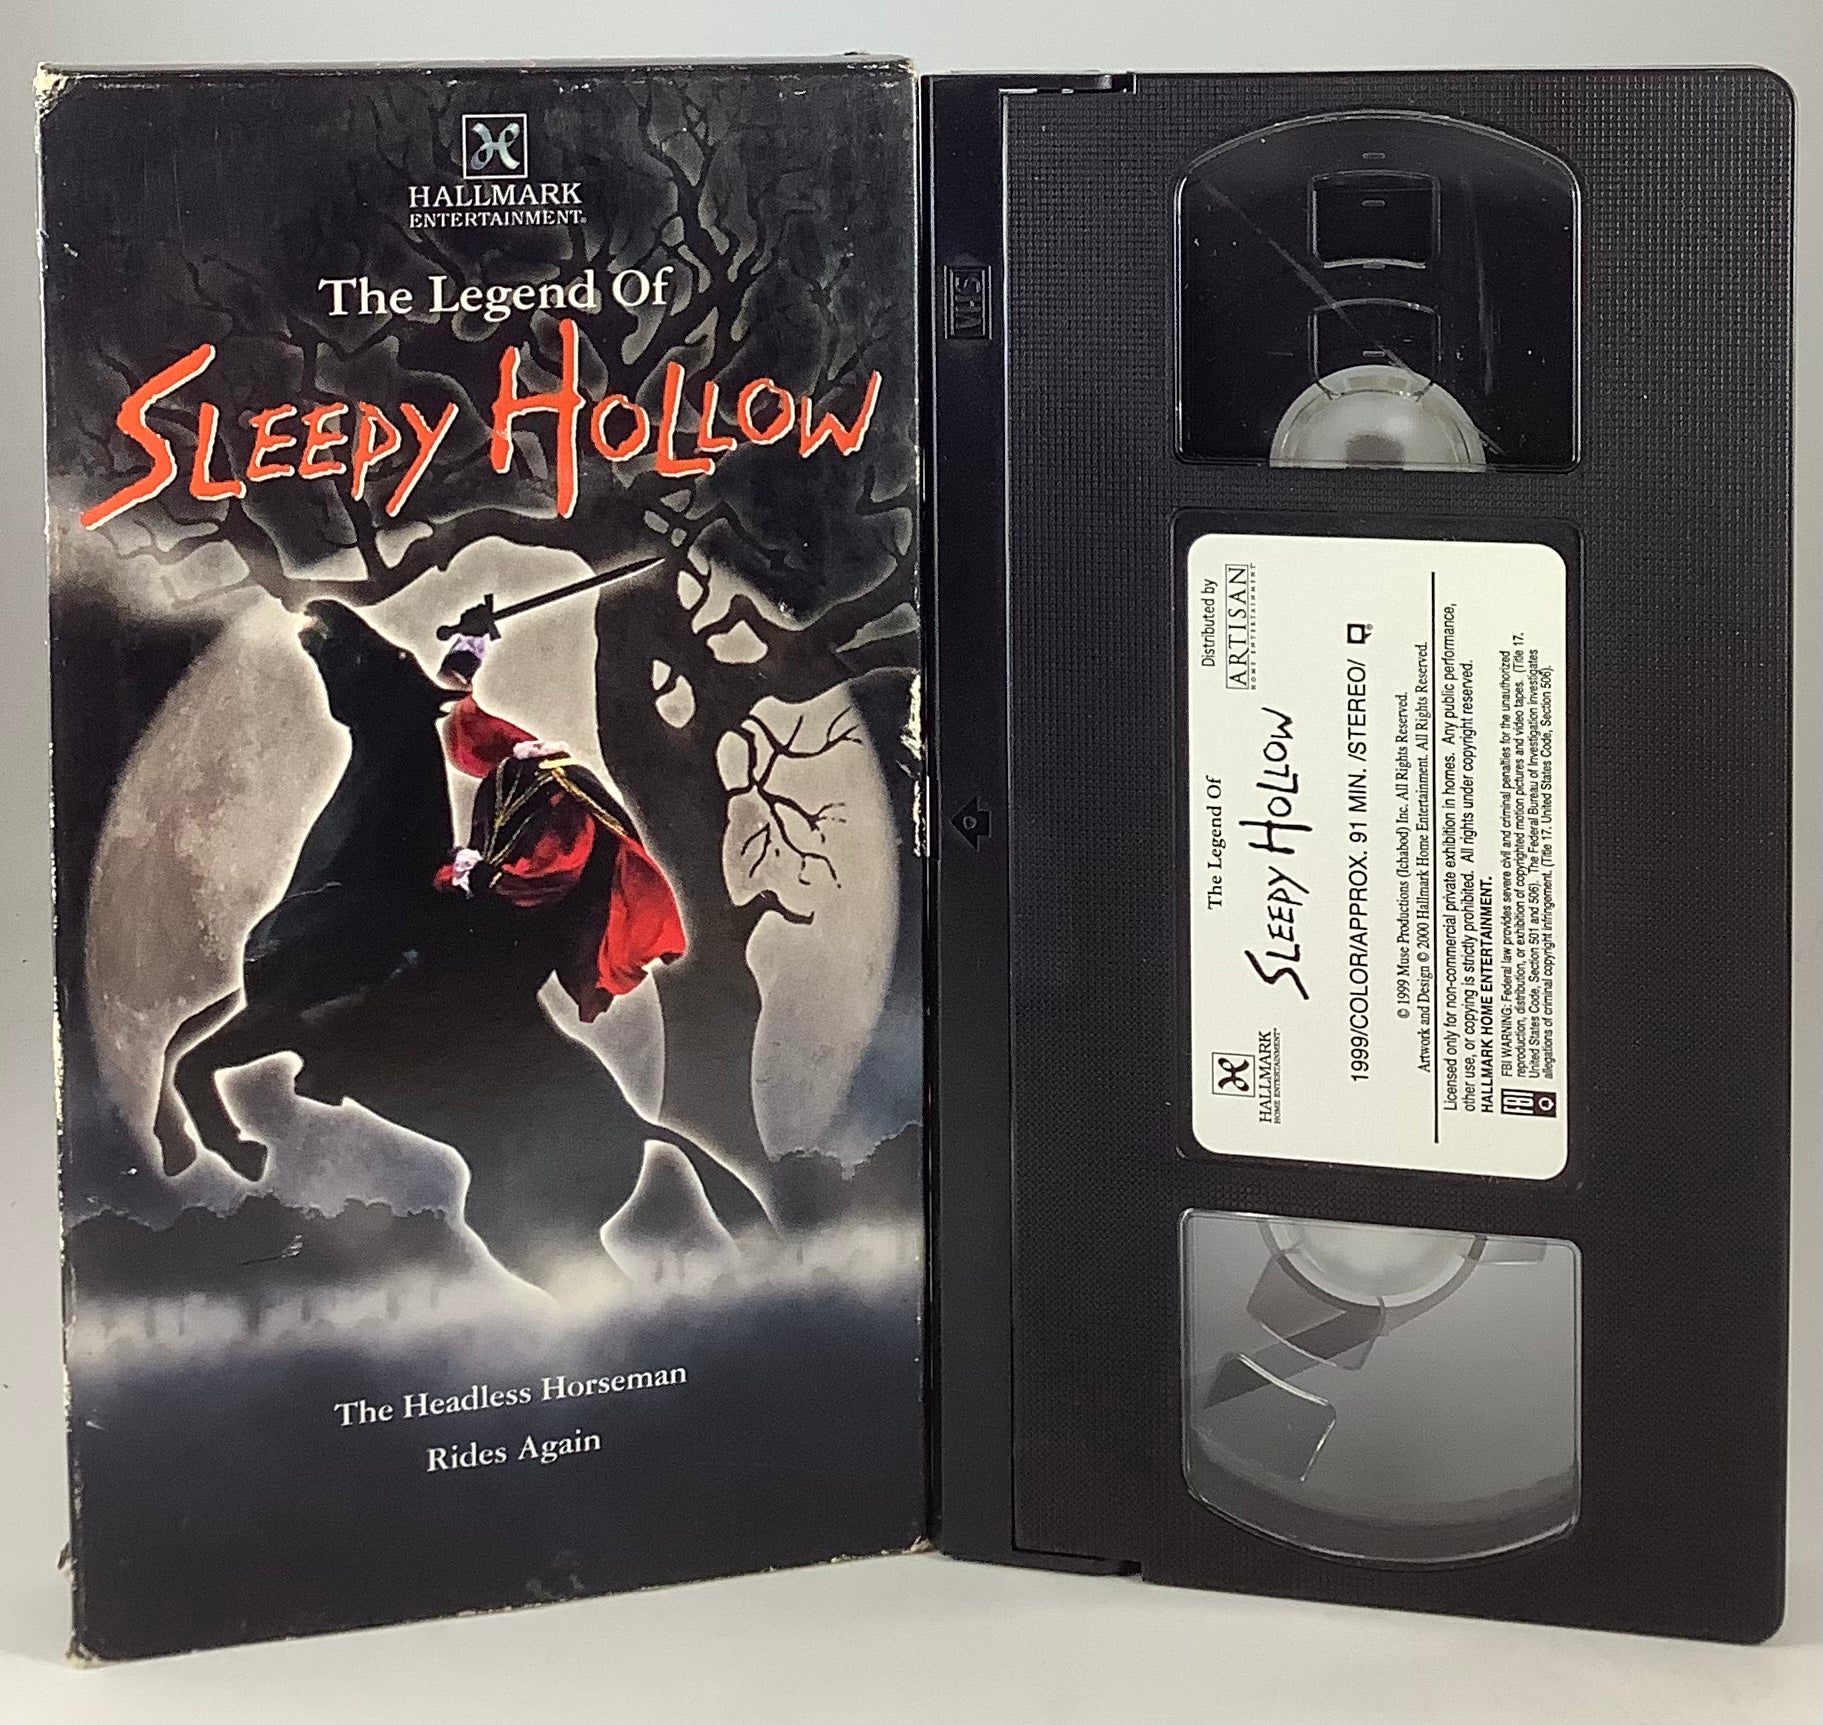 HALLMARK
ENTERTAINMENT®
The Legend Of
SLEEPY HOLLOW
The Headless Horseman
Rides Again
VHS
HALLMARK
HOME ENTERTAINMENT
The Legend Of
SLEEPY HOLLOW
Distributed by
ARTISAN
HOME ENTERTAINMENT
1999/COLOR/APPROX. 91 MIN. /STEREO/
© 1999 Muse Productions (Ichabod) Inc. All Rights Reserved.
Artwork and Design © 2000 Hallmark Home Entertainment. All Rights Reserved.
Licensed only for non-commercial private exhibition in homes. Any public performance,
other use, or copying is strictly prohibited. All rights under copyright reserved.
HALLMARK HOME ENTERTAINMENT.
FBI
FBI WARNING: Federal law provides severe civil and criminal penalties for the unauthorized
reproduction, distribution, or exhibition of copyrighted motion pictures and video tapes. (Title 17.
United States Code, Section 501 and 506). The Federal Bureau of Investigation investigates
allegations of criminal copyright infringement. (Title 17. United States Code, Section 506).